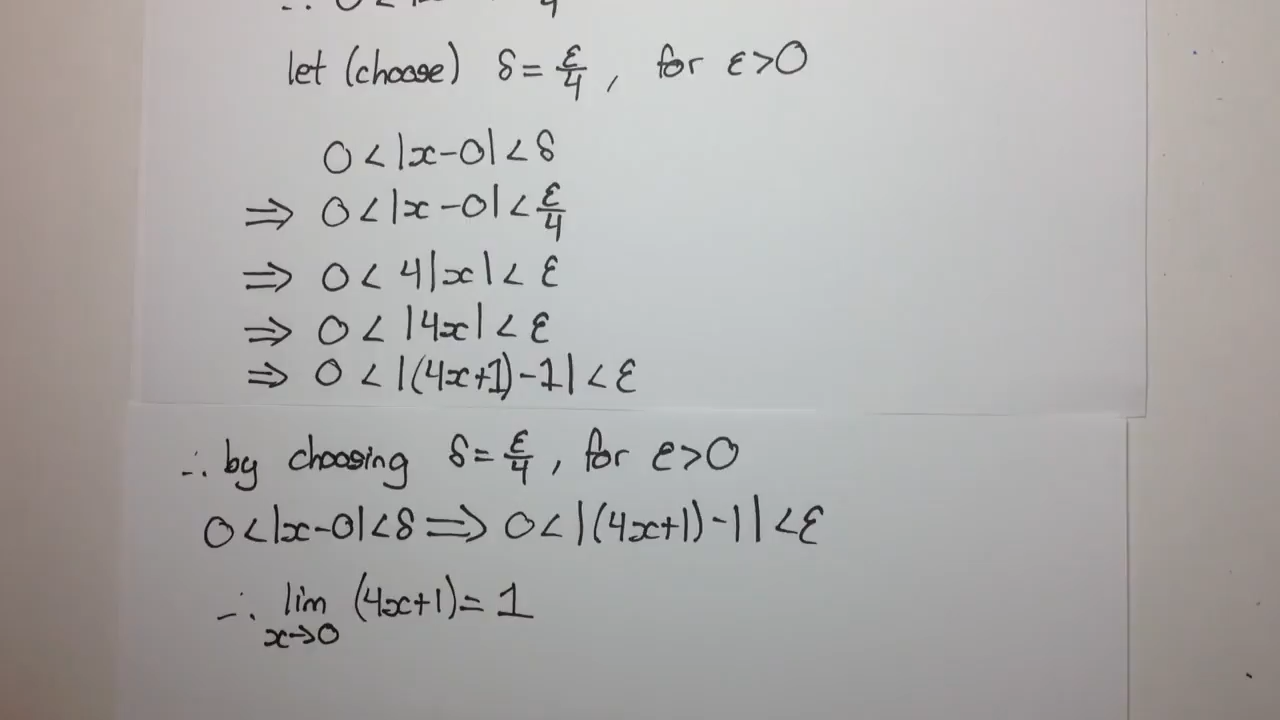 let (choose) δ = ε/4 , for ε>0
0 < |x-0| < δ
⇒ 0 < |x-0| < ε/4
⇒ 0 < 4|x| < ε
⇒ 0 < |4x| < ε
⇒ 0 < |(4x+1)-1| < ε
∴ by choosing δ = ε/4 , for ε>0
0 < |x-0| < δ ⇒ 0 < |(4x+1)-1| < ε
∴ lim x→0 (4x+1) = 1